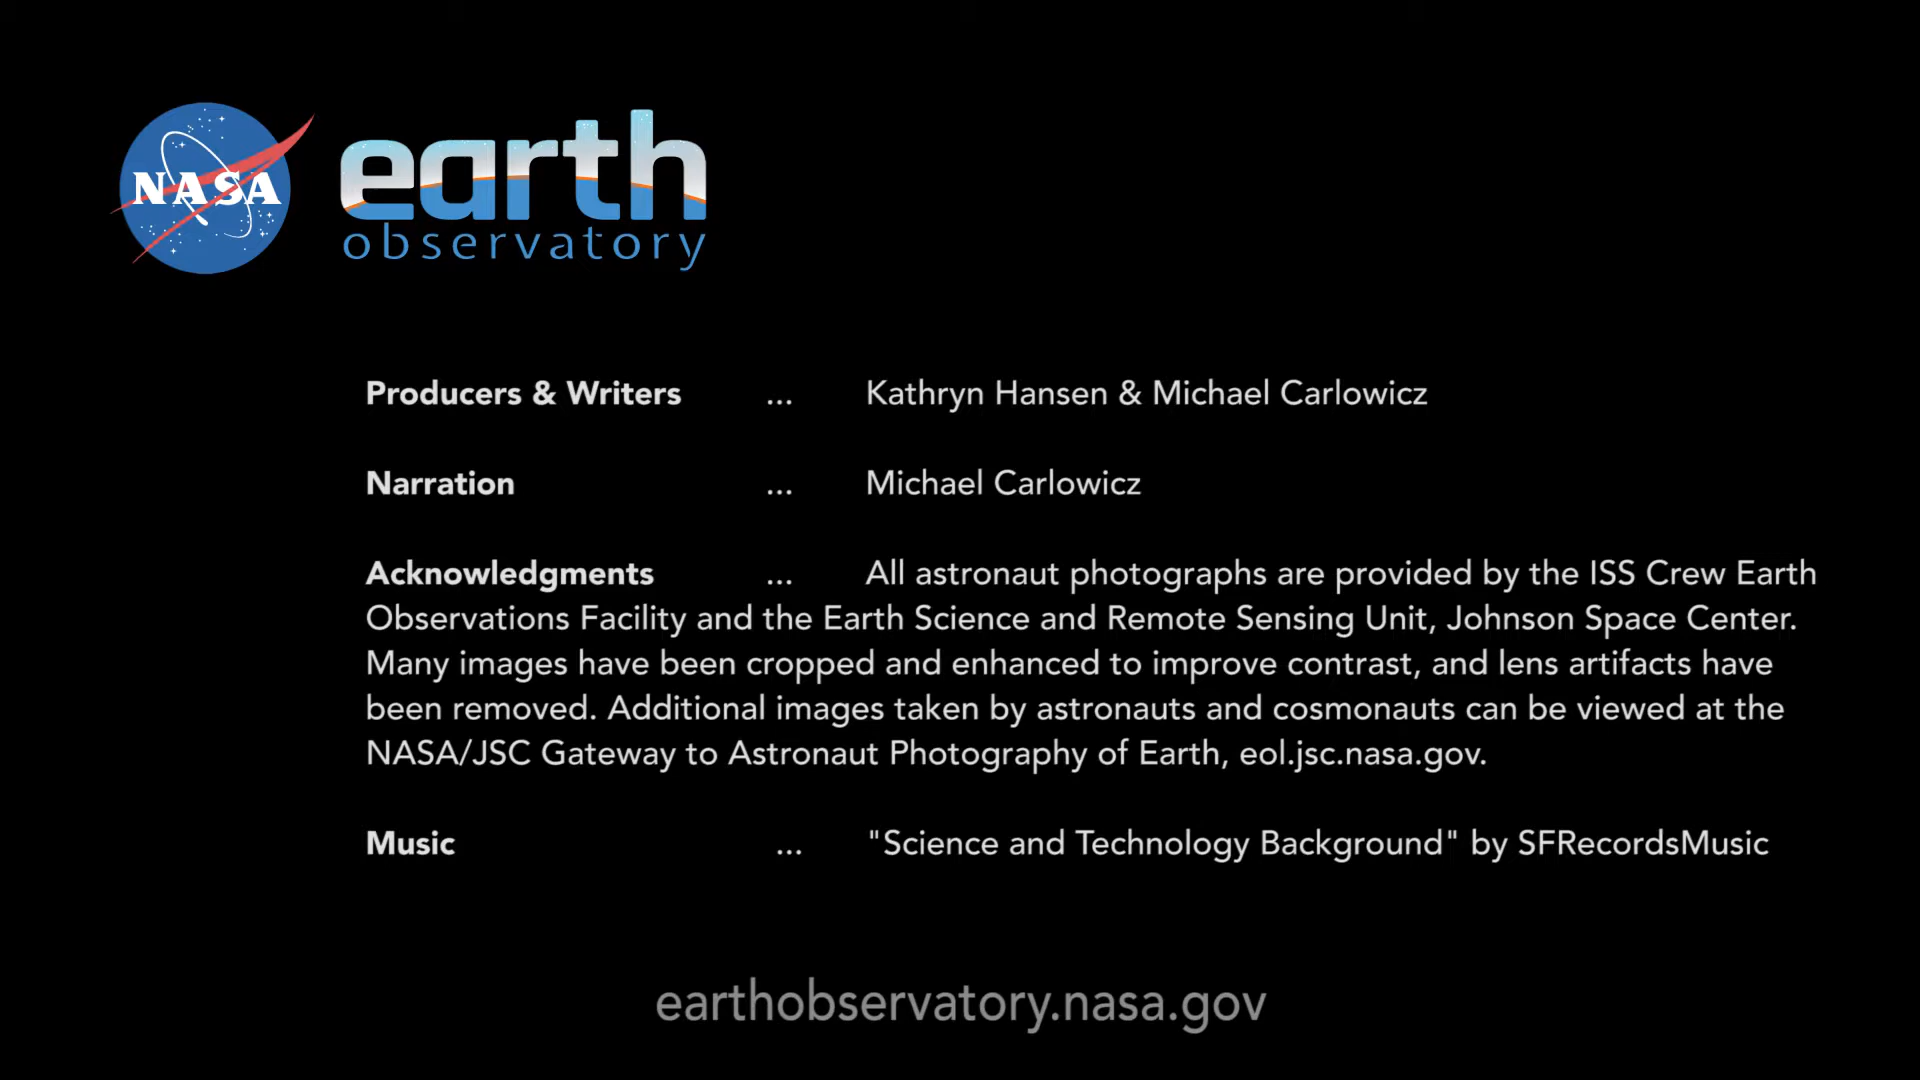 NASA
earth
observatory
Producers & Writers ... Kathryn Hansen & Michael Carlowicz
Narration ... Michael Carlowicz
Acknowledgments ... All astronaut photographs are provided by the ISS Crew Earth
Observations Facility and the Earth Science and Remote Sensing Unit, Johnson Space Center.
Many images have been cropped and enhanced to improve contrast, and lens artifacts have
been removed. Additional images taken by astronauts and cosmonauts can be viewed at the
NASA/JSC Gateway to Astronaut Photography of Earth, eol.jsc.nasa.gov.
Music ... "Science and Technology Background" by SFRecordsMusic
earthobservatory.nasa.gov